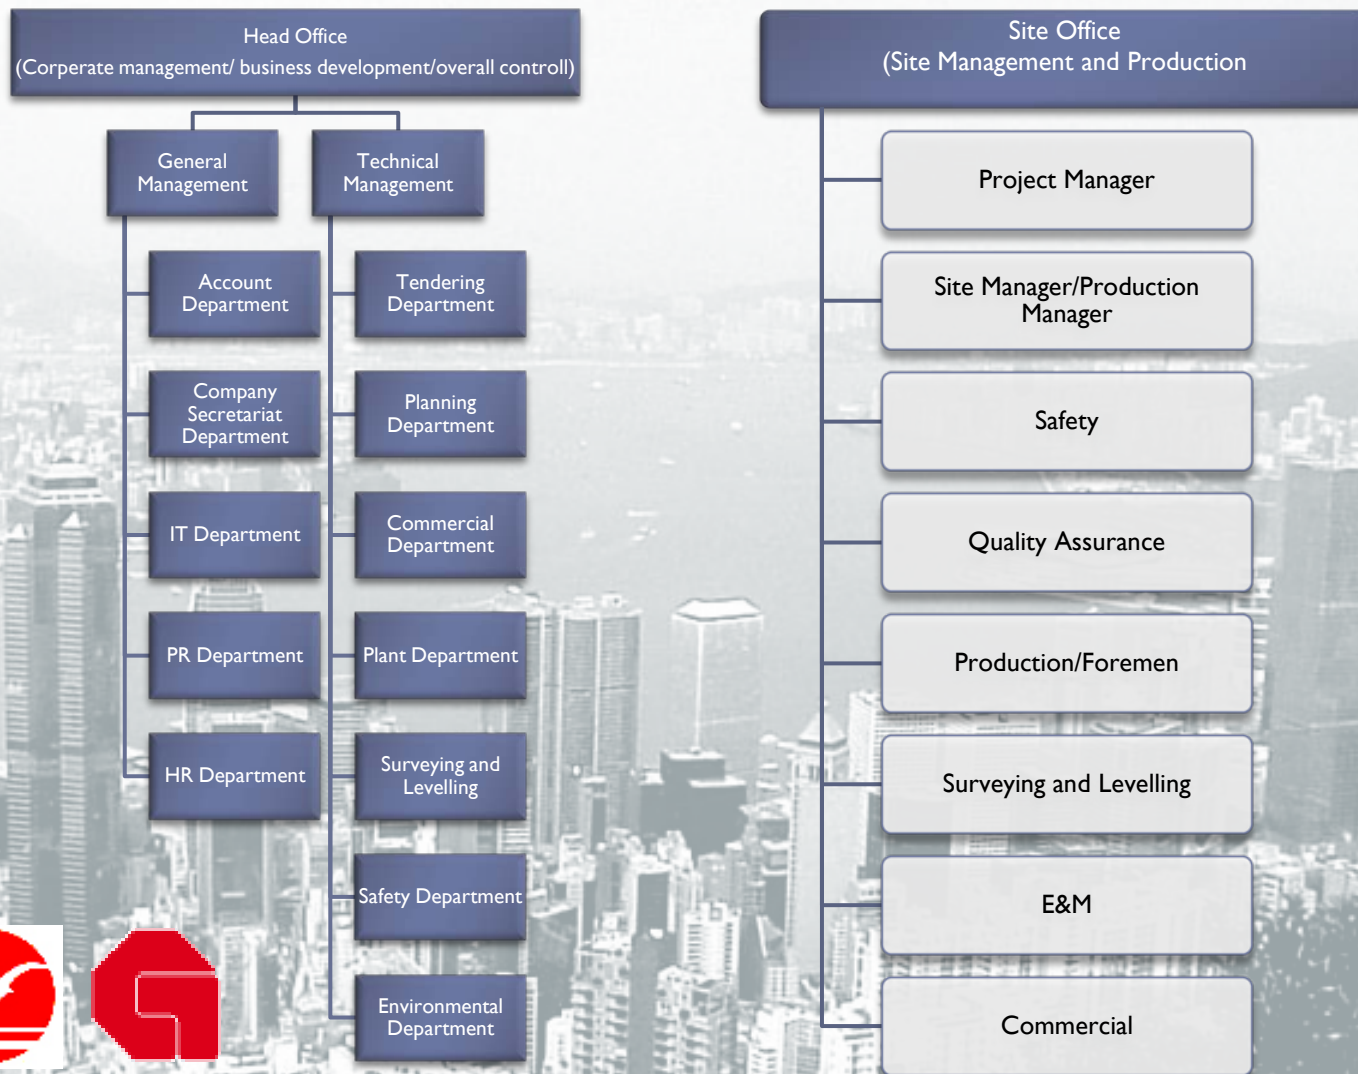 Head Office
(Corperate management/ business development/overall controll)
General
Management
Technical
Management
Account
Department
Company
Secretariat
Department
IT Department
PR Department
HR Department
Tendering
Department
Planning
Department
Commercial
Department
Plant Department
Surveying and
Levelling
Safety Department
Environmental
Department
Site Office
(Site Management and Production
Project Manager
Site Manager/Production
Manager
Safety
Quality Assurance
Production/Foremen
Surveying and Levelling
E&M
Commercial